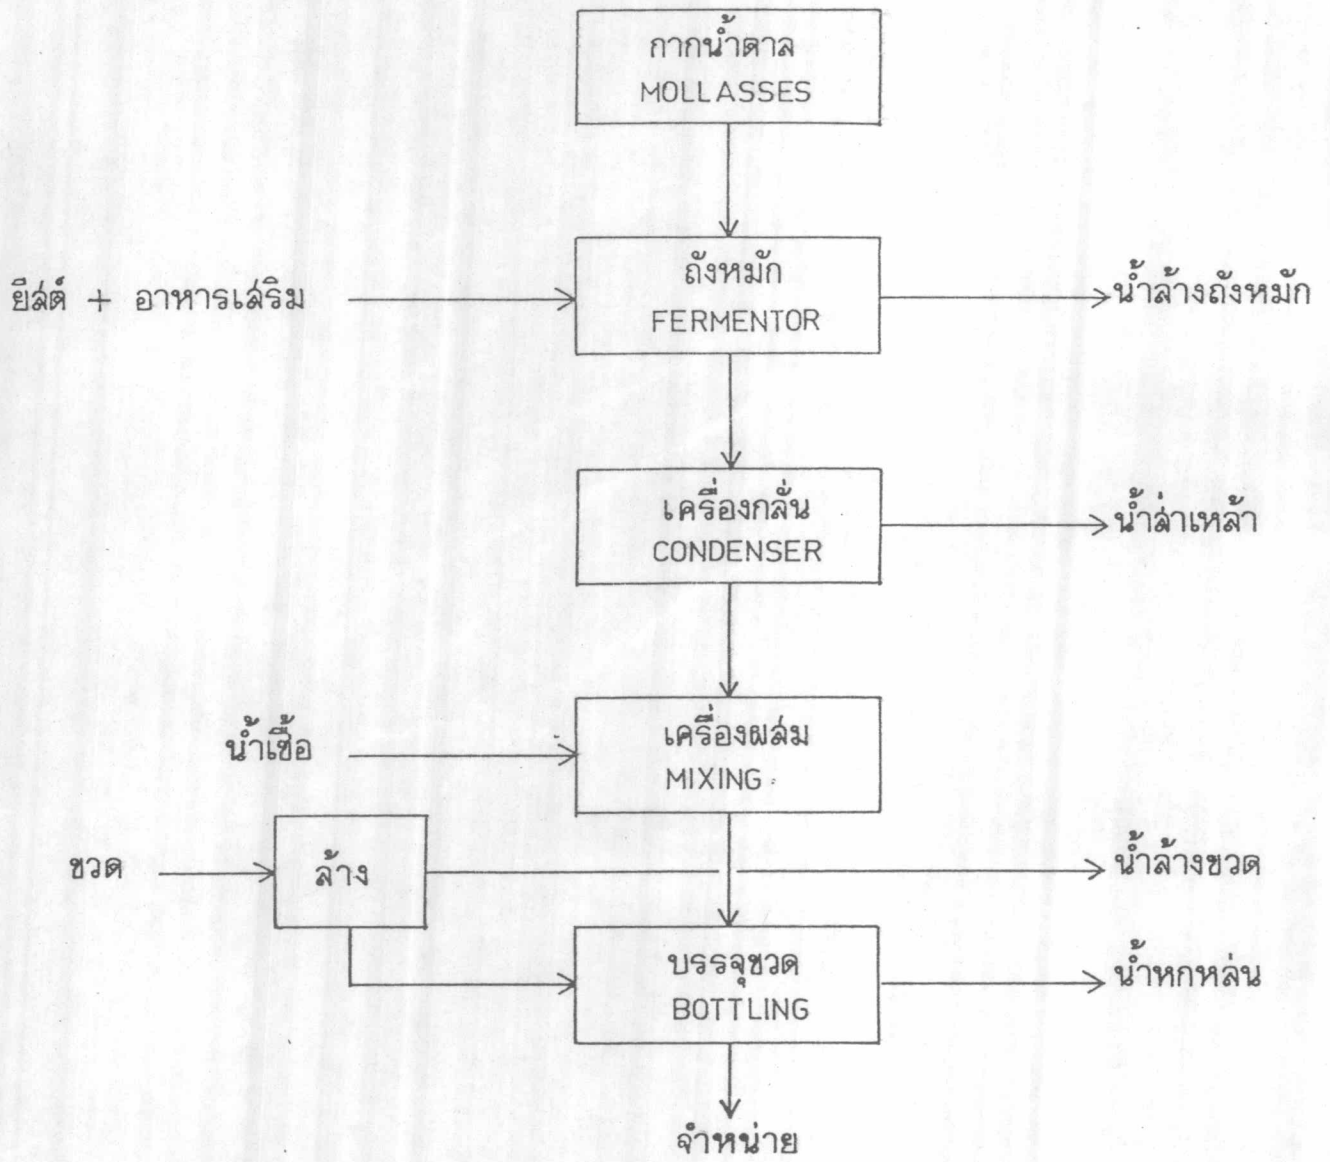 กากน้ำตาล
MOLLASSES
ถังหมัก
FERMENTOR
ยีสต์ + อาหารเสริม
น้ำล้างถังหมัก
เครื่องกลั่น
CONDENSER
น้ำส่าเหล้า
เครื่องผสม
MIXING
น้ำเชื้อ
ขวด
ล้าง
น้ำล้างขวด
บรรจุขวด
BOTTLING
น้ำหกหล่น
จำหน่าย